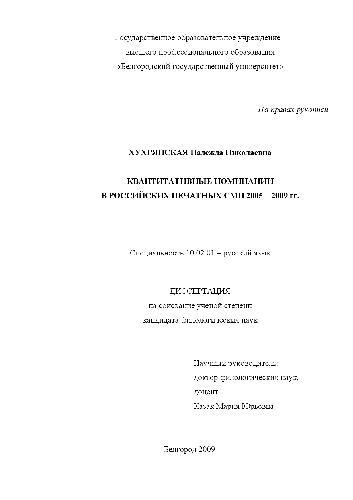 Государственное образовательное учреждение
высшего профессионального образования
«Белгородский государственный университет»
На правах рукописи
ХУХРЯНСКАЯ Надежда Николаевна
КВАНТИТАТИВНЫЕ НОМИНАЦИИ
В РОССИЙСКИХ ПЕЧАТНЫХ СМИ 2005 – 2009 гг.
Специальность 10.02.01 – русский язык
ДИССЕРТАЦИЯ
на соискание ученой степени
кандидата филологических наук
Научный руководитель:
доктор филологических наук,
доцент
Казак Мария Юрьевна
Белгород 2009